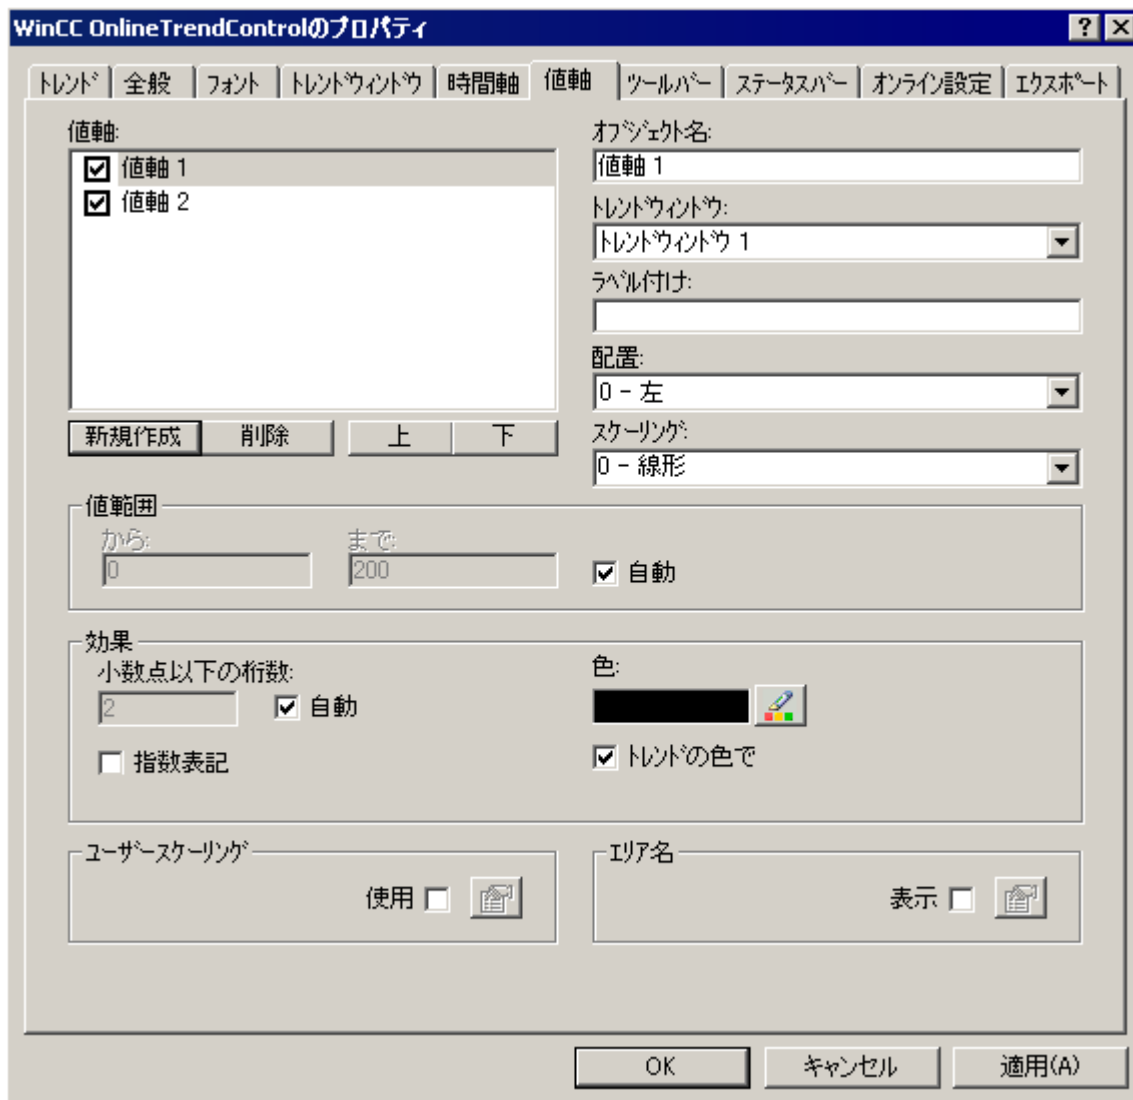 WinCC OnlineTrendControlのプロパティ
トレンド 全般 フォント トレンドウィンドウ 時間軸 値軸 ツールバー ステータスバー オンライン設定 エクスポート
値軸:
値軸 1
値軸 2
新規作成 削除 上 下
オブジェクト名:
値軸 1
トレンドウィンドウ:
トレンドウィンドウ 1
ラベル付け:
配置:
0 - 左
スケーリング:
0 - 線形
値範囲
から: まで:
0 200 自動
効果
小数点以下の桁数:
2 自動
指数表記
色:
トレンドの色で
ユーザースケーリング
使用
エリア名
表示
OK キャンセル 適用(A)